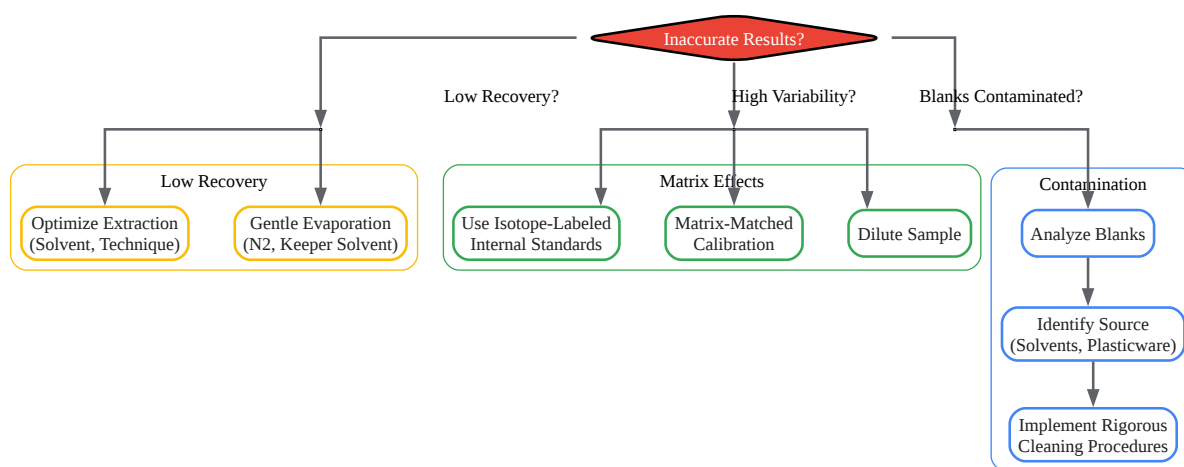 Inaccurate Results?
Low Recovery?
High Variability?
Blanks Contaminated?
Low Recovery
Optimize Extraction
(Solvent, Technique)
Gentle Evaporation
(N2, Keeper Solvent)
Matrix Effects
Use Isotope-Labeled
Internal Standards
Matrix-Matched
Calibration
Dilute Sample
Contamination
Analyze Blanks
Identify Source
(Solvents, Plasticware)
Implement Rigorous
Cleaning Procedures